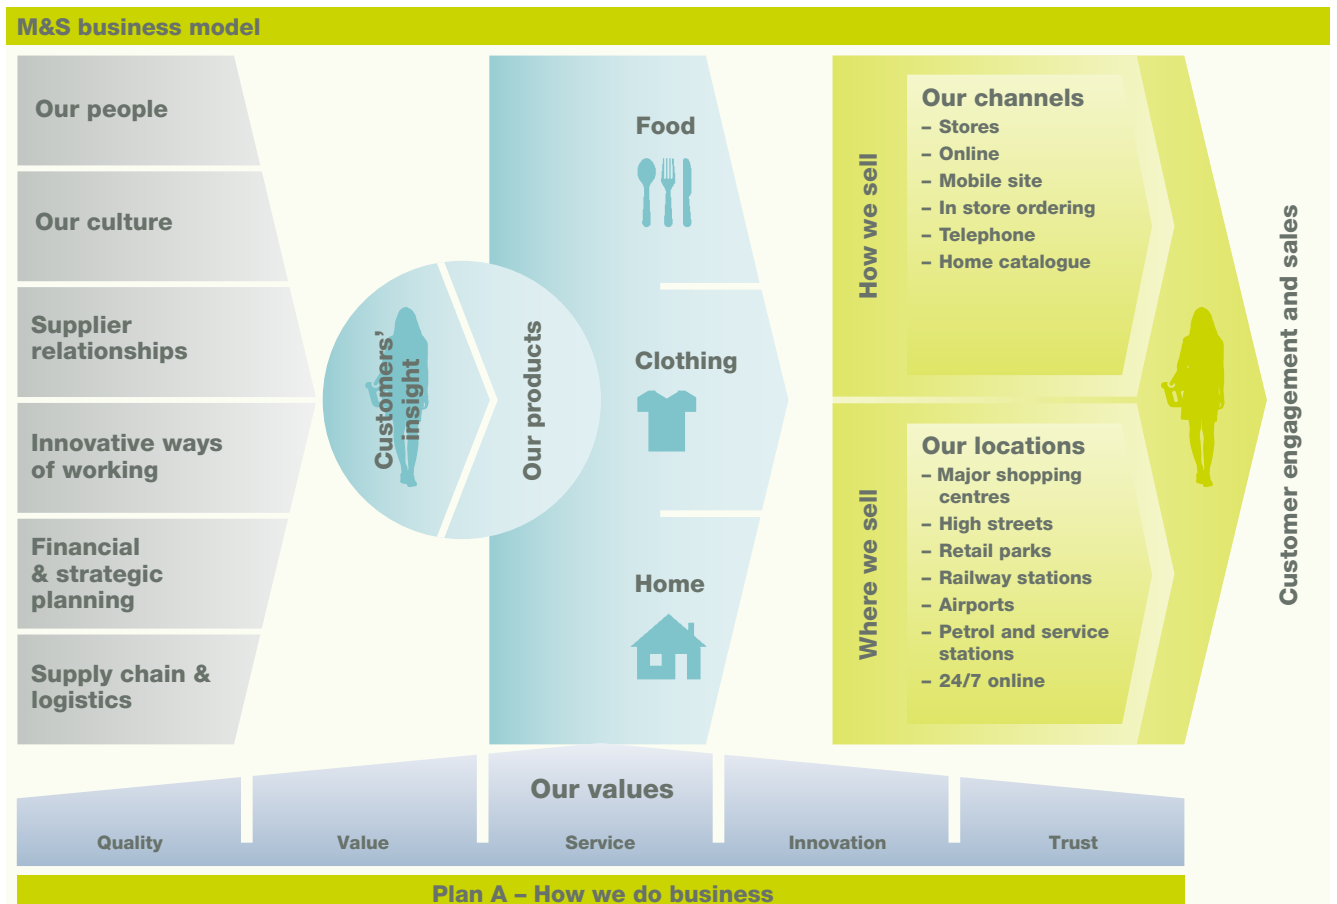 M&S business model
Our people
Our culture
Supplier
relationships
Innovative ways
of working
Financial
& strategic
planning
Supply chain &
logistics
Customers'
insight
Our products
Food
Clothing
Home
How we sell
Our channels
– Stores
– Online
– Mobile site
– In store ordering
– Telephone
– Home catalogue
Where we sell
Our locations
– Major shopping
centres
– High streets
– Retail parks
– Railway stations
– Airports
– Petrol and service
stations
– 24/7 online
Customer engagement and sales
Our values
Quality
Value
Service
Innovation
Trust
Plan A – How we do business